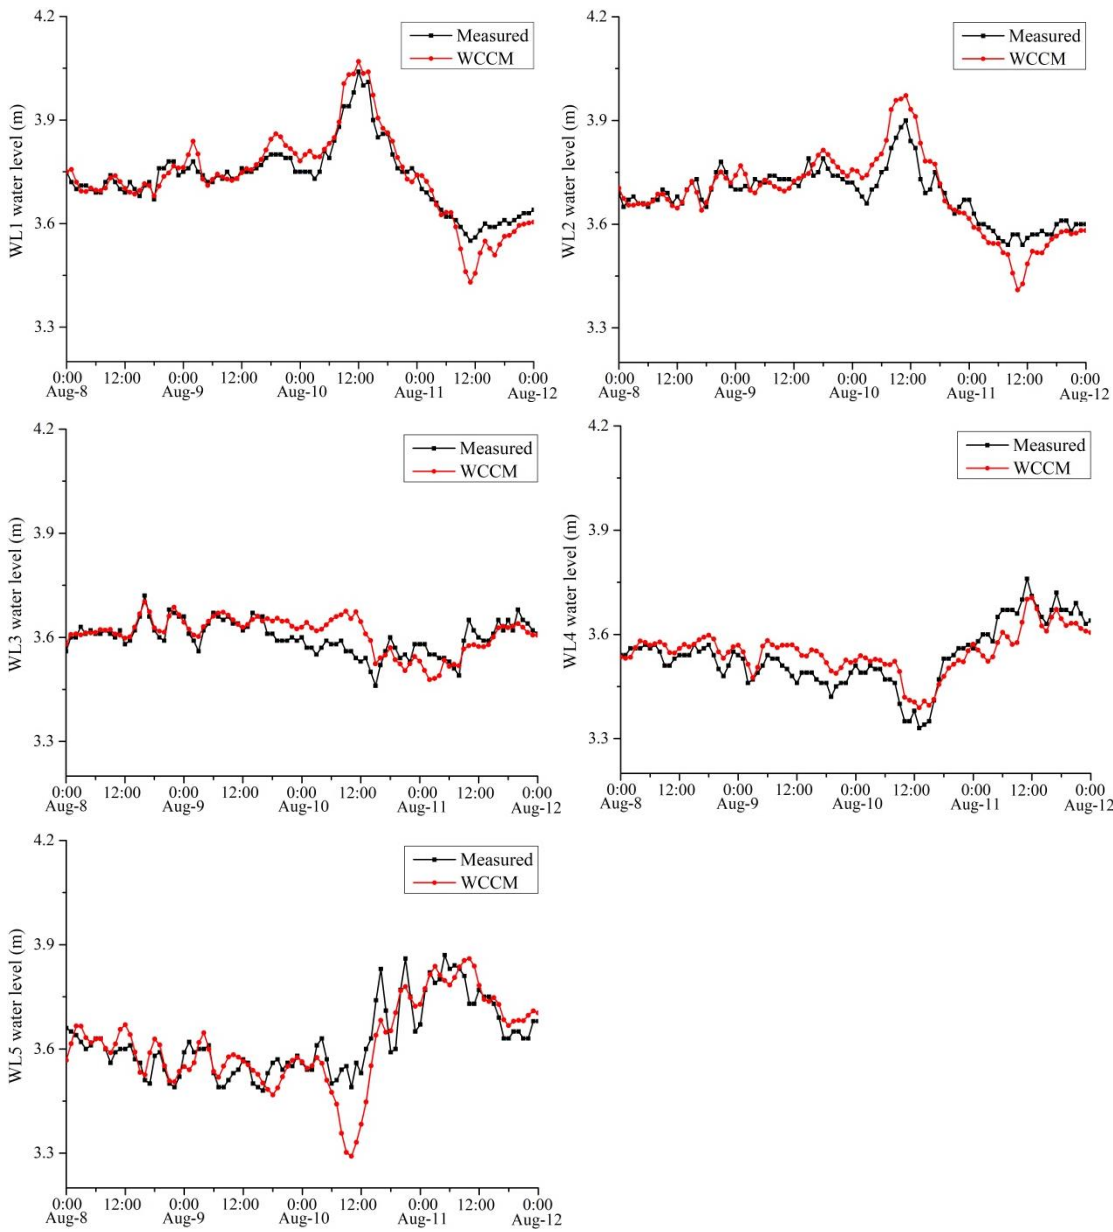 4.2
3.9
3.6
3.3
WL1 water level (m)
Measured
WCCM
0:00 12:00 0:00 12:00 0:00 12:00 0:00 12:00 0:00
Aug-8 Aug-9 Aug-10 Aug-11 Aug-12
4.2
3.9
3.6
3.3
WL2 water level (m)
Measured
WCCM
0:00 12:00 0:00 12:00 0:00 12:00 0:00 12:00 0:00
Aug-8 Aug-9 Aug-10 Aug-11 Aug-12
4.2
3.9
3.6
3.3
WL3 water level (m)
Measured
WCCM
0:00 12:00 0:00 12:00 0:00 12:00 0:00 12:00 0:00
Aug-8 Aug-9 Aug-10 Aug-11 Aug-12
4.2
3.9
3.6
3.3
WL4 water level (m)
Measured
WCCM
0:00 12:00 0:00 12:00 0:00 12:00 0:00 12:00 0:00
Aug-8 Aug-9 Aug-10 Aug-11 Aug-12
4.2
3.9
3.6
3.3
WL5 water level (m)
Measured
WCCM
0:00 12:00 0:00 12:00 0:00 12:00 0:00 12:00 0:00
Aug-8 Aug-9 Aug-10 Aug-11 Aug-12